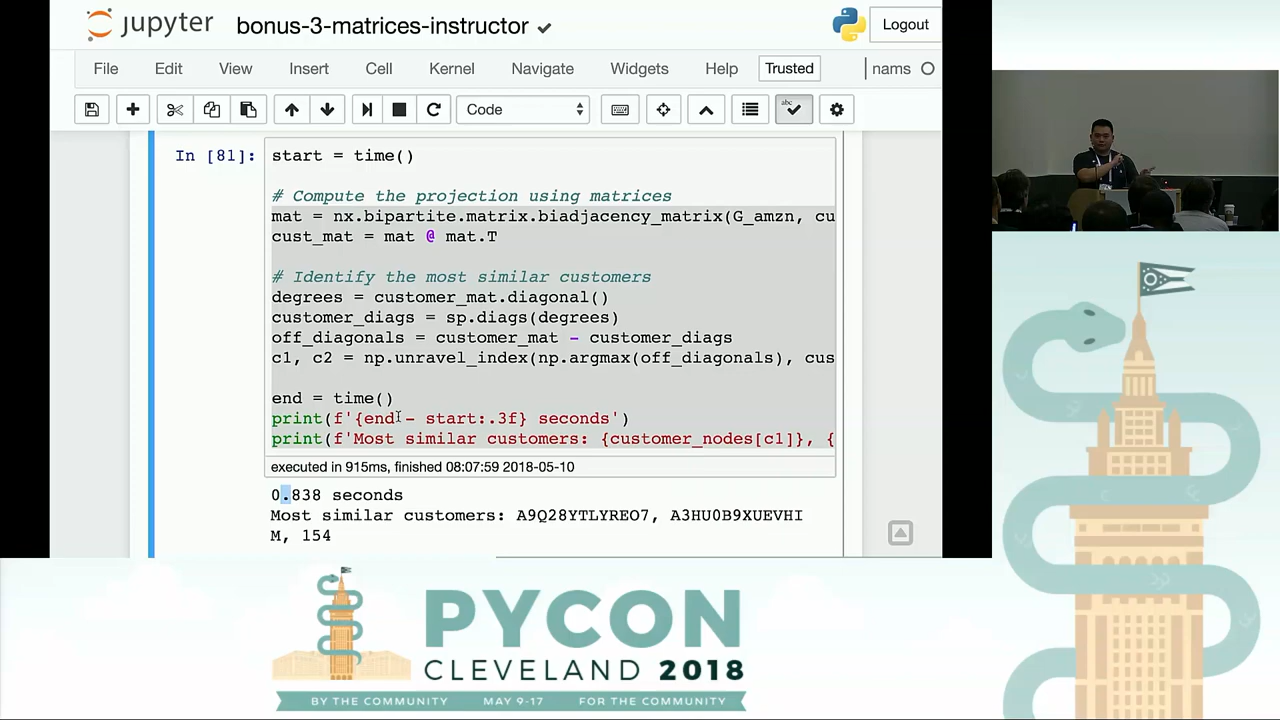 jupyter bonus-3-matrices-instructor
Logout
File Edit View Insert Cell Kernel Navigate Widgets Help Trusted nams
Code
abc
In [81]:
start = time()
# Compute the projection using matrices
mat = nx.bipartite.matrix.biadjacency_matrix(G_amzn, cu
cust_mat = mat @ mat.T
# Identify the most similar customers
degrees = customer_mat.diagonal()
customer_diags = sp.diags(degrees)
off_diagonals = customer_mat - customer_diags
c1, c2 = np.unravel_index(np.argmax(off_diagonals), cus
end = time()
print(f'{end - start:.3f} seconds')
print(f'Most similar customers: {customer_nodes[c1]}, {
executed in 915ms, finished 08:07:59 2018-05-10
0.838 seconds
Most similar customers: A9Q28YTLYREO7, A3HU0B9XUEVHI
M, 154
PYCON
CLEVELAND 2018
BY THE COMMUNITY MAY 9-17 FOR THE COMMUNITY